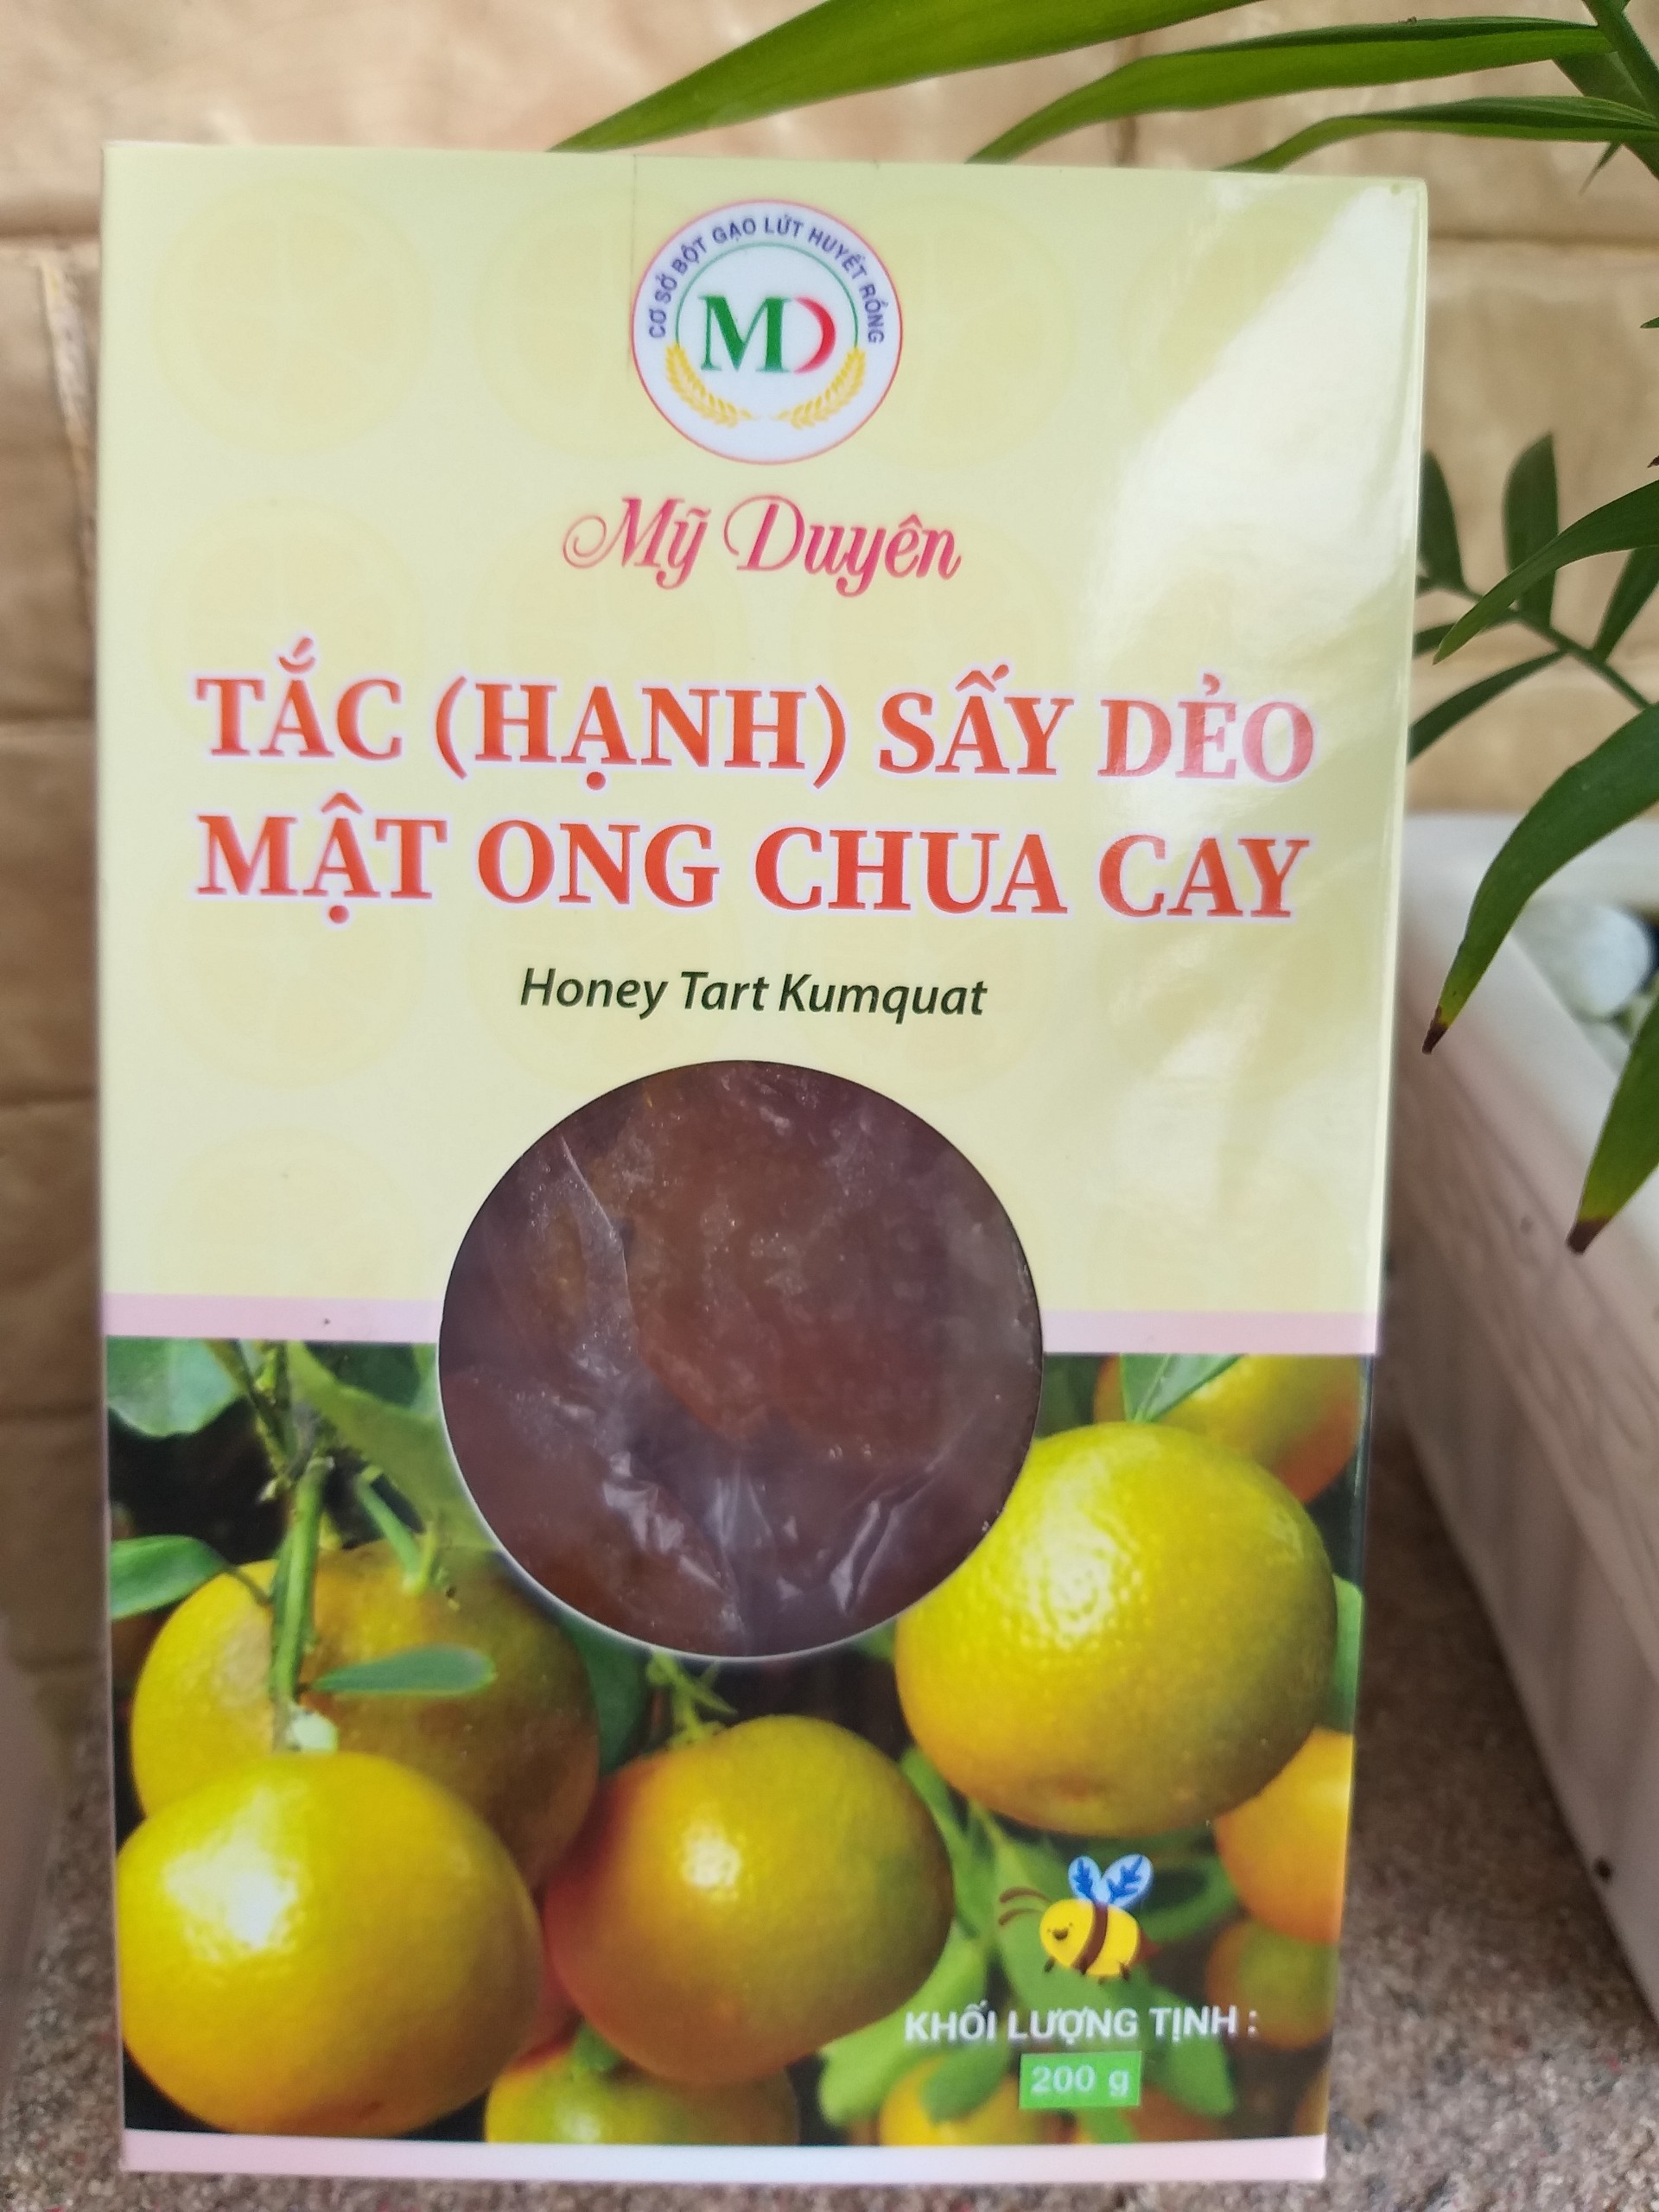 CƠ SỞ BỘT GẠO LỨT HUYẾT RỒNG
MD
Mỹ Duyên
TẮC (HẠNH) SẤY DẺO
MẬT ONG CHUA CAY
Honey Tart Kumquat
KHỐI LƯỢNG TỊNH :
200 g